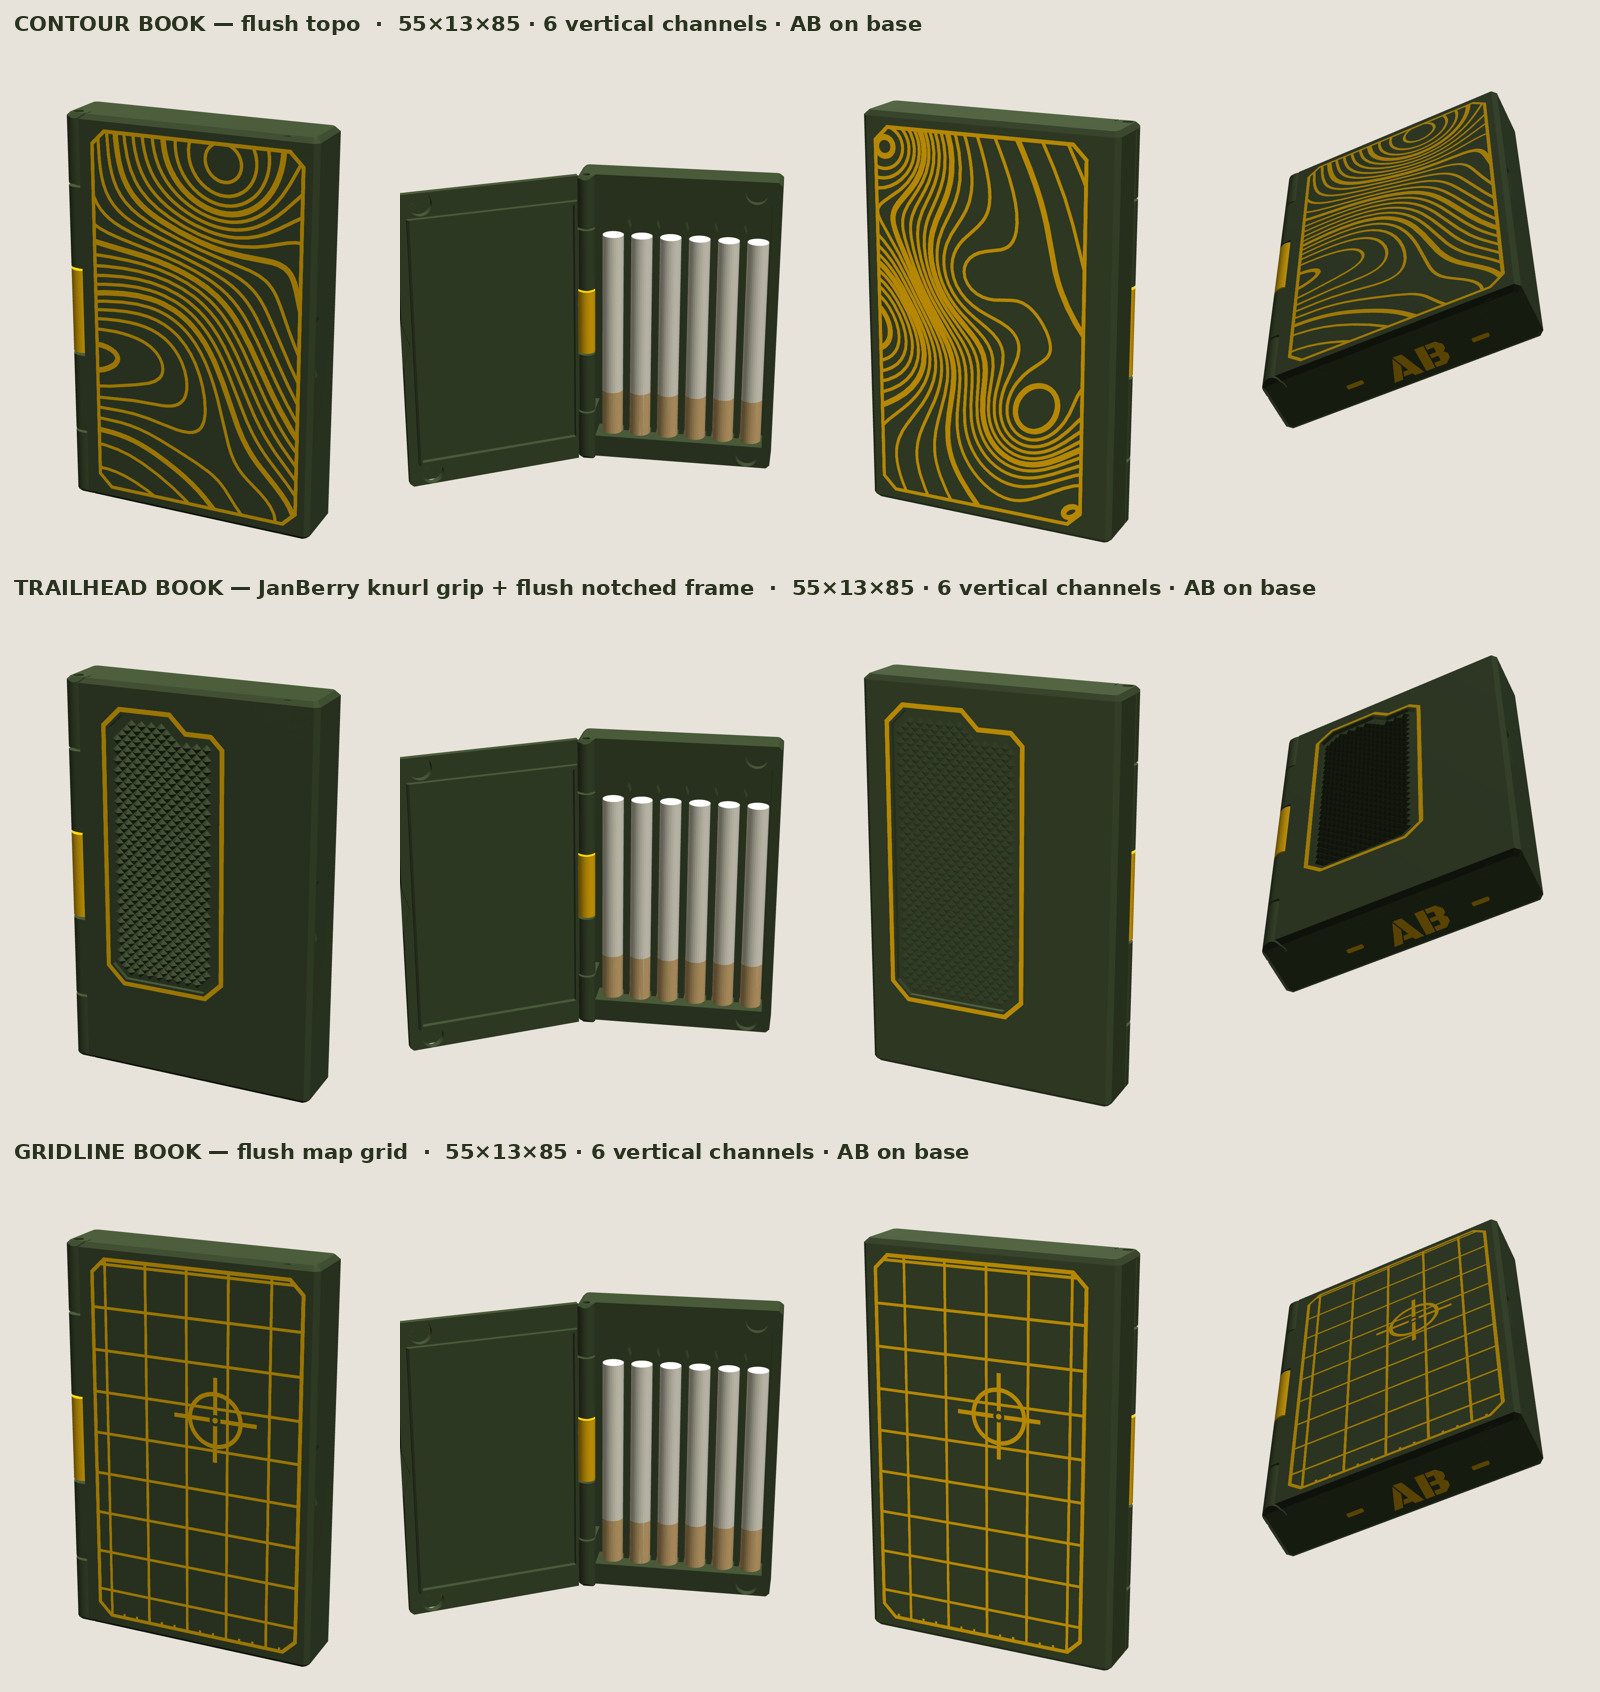 CONTOUR BOOK — flush topo · 55×13×85 · 6 vertical channels · AB on base
AB
TRAILHEAD BOOK — JanBerry knurl grip + flush notched frame · 55×13×85 · 6 vertical channels · AB on base
AB
GRIDLINE BOOK — flush map grid · 55×13×85 · 6 vertical channels · AB on base
AB